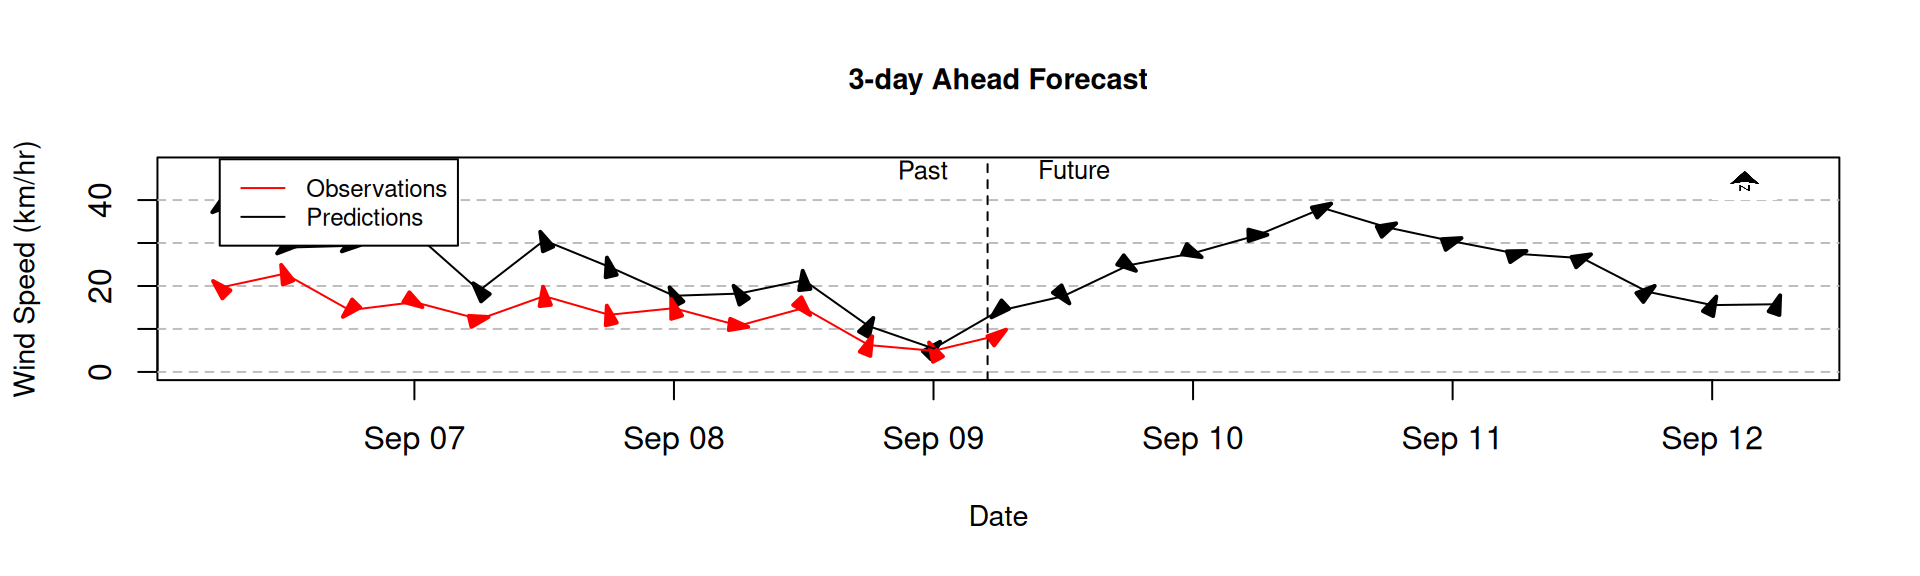 3-day Ahead Forecast
Wind Speed (km/hr)
40
20
0
Observations
Predictions
Past
Future
N
Sep 07
Sep 08
Sep 09
Sep 10
Sep 11
Sep 12
Date